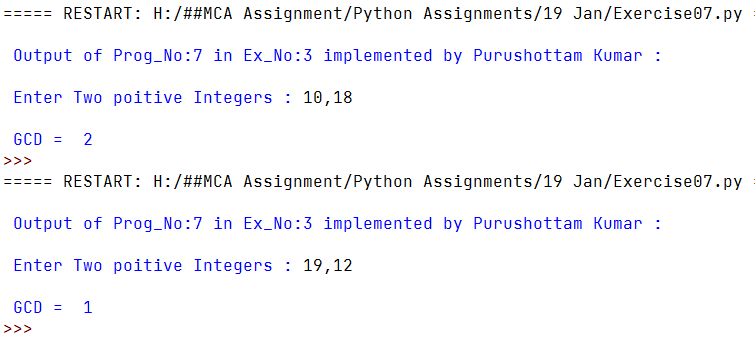 ===== RESTART: H:/##MCA Assignment/Python Assignments/19 Jan/Exercise07.py =
Output of Prog_No:7 in Ex_No:3 implemented by Purushottam Kumar :
Enter Two poitive Integers : 10,18
GCD =  2
>>>
===== RESTART: H:/##MCA Assignment/Python Assignments/19 Jan/Exercise07.py =
Output of Prog_No:7 in Ex_No:3 implemented by Purushottam Kumar :
Enter Two poitive Integers : 19,12
GCD =  1
>>>